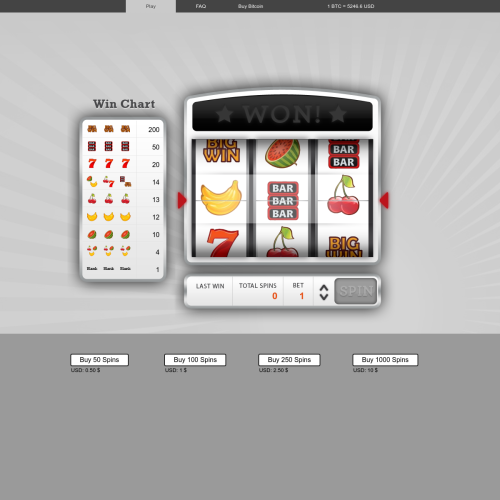 Play FAQ Buy Bitcoin 1 BTC = 5246.6 USD
Win Chart
WON!
200
50
20
14
13
12
10
4
Blank Blank Blank 1
BIG WIN
BAR
BAR
BAR
BAR
BAR
7
BIG WIN
LAST WIN TOTAL SPINS BET
0 1
SPIN
Buy 50 Spins Buy 100 Spins Buy 250 Spins Buy 1000 Spins
USD: 0.50 $ USD: 1 $ USD: 2.50 $ USD: 10 $